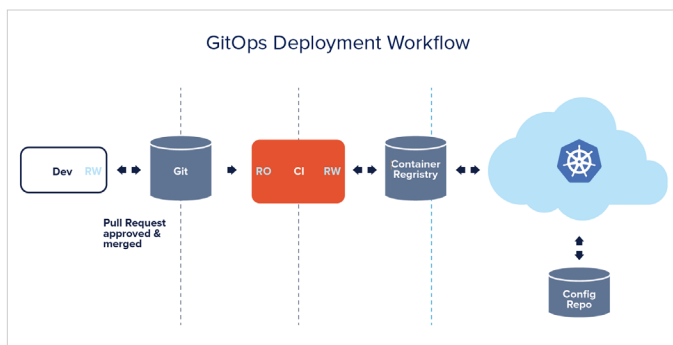 GitOps Deployment Workflow
Dev RW
Git
RO CI RW
Container
Regristry
Pull Request
approved &
merged
Config
Repo